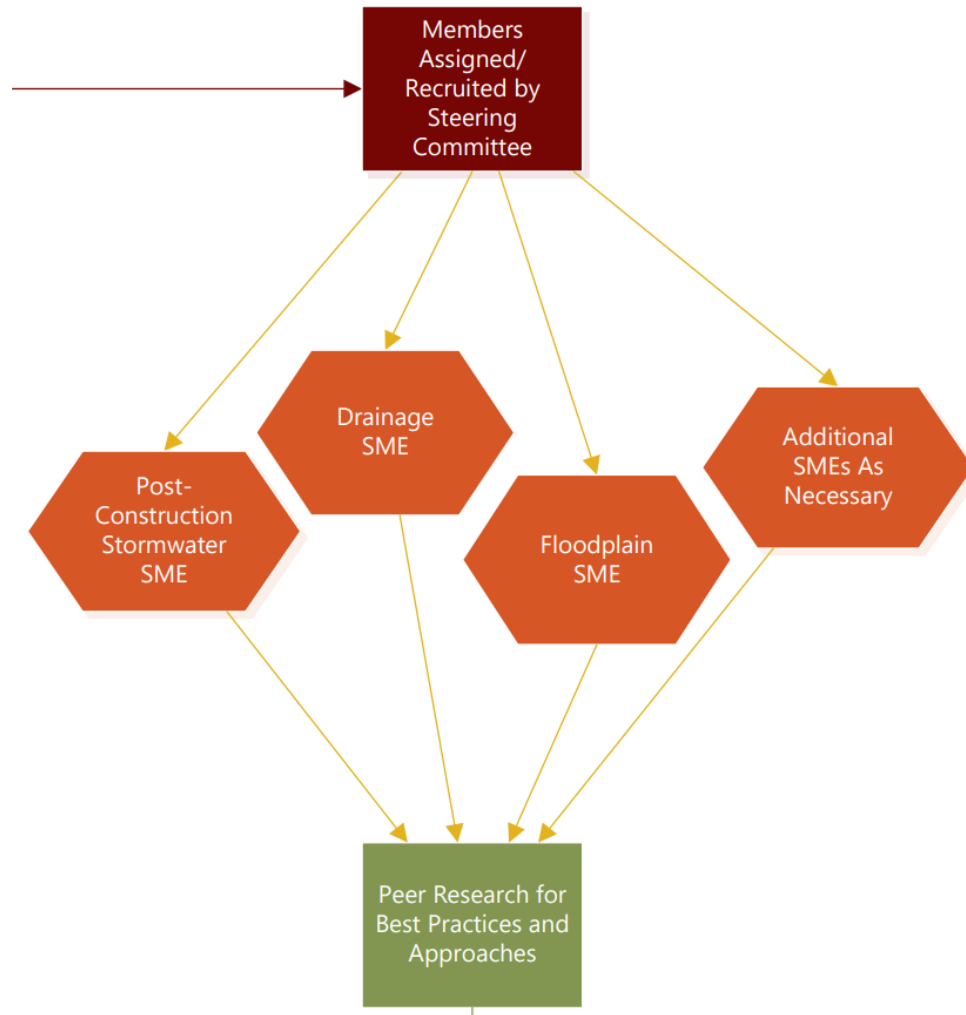 Members
Assigned/
Recruited by
Steering
Committee
Drainage
SME
Additional
SMEs As
Necessary
Post-
Construction
Stormwater
SME
Floodplain
SME
Peer Research for
Best Practices and
Approaches